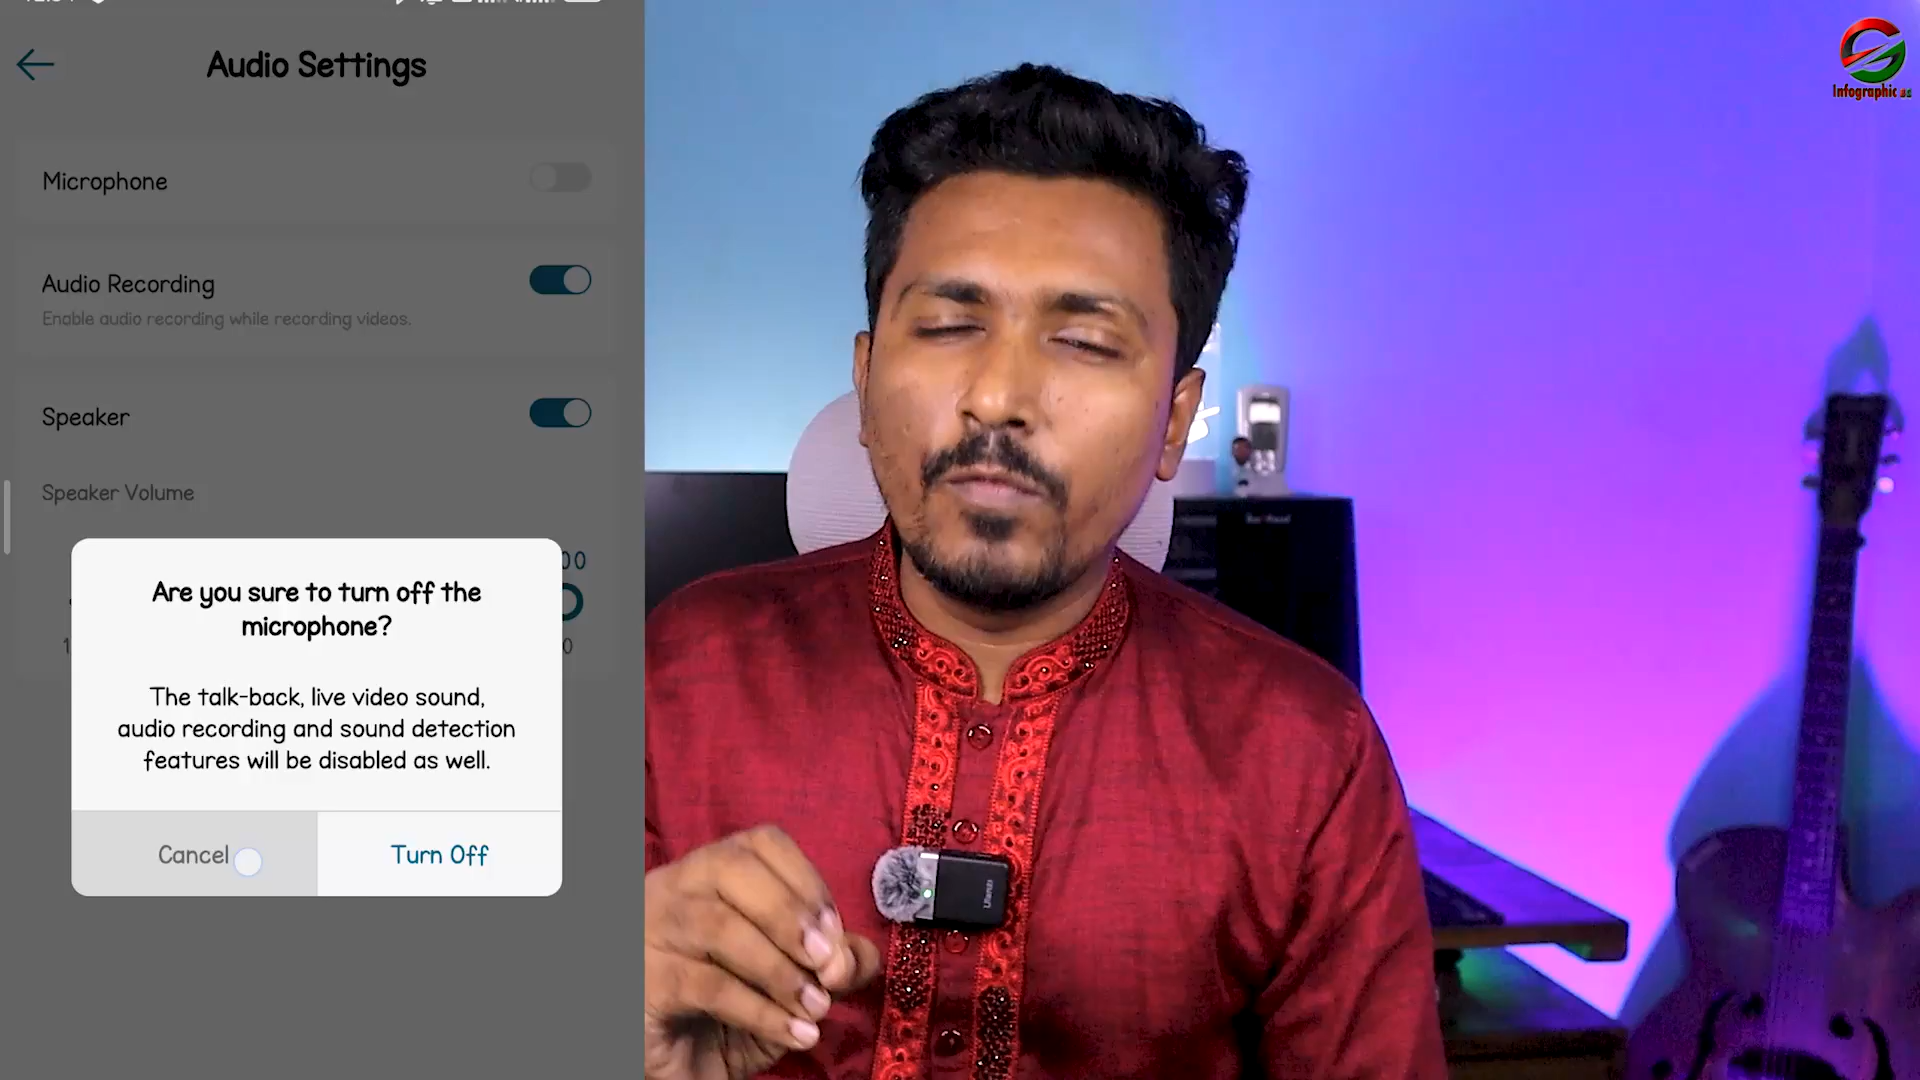 Audio Settings
Microphone
Audio Recording
Enable audio recording while recording videos.
Speaker
Speaker Volume
Are you sure to turn off the
microphone?
The talk-back, live video sound,
audio recording and sound detection
features will be disabled as well.
Cancel
Turn Off
Ulanzi
Infographic